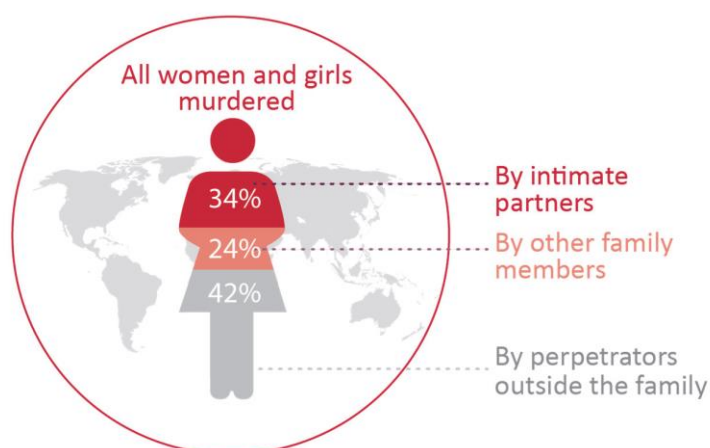 All women and girls
murdered
34%
By intimate
partners
24%
By other family
members
42%
By perpetrators
outside the family